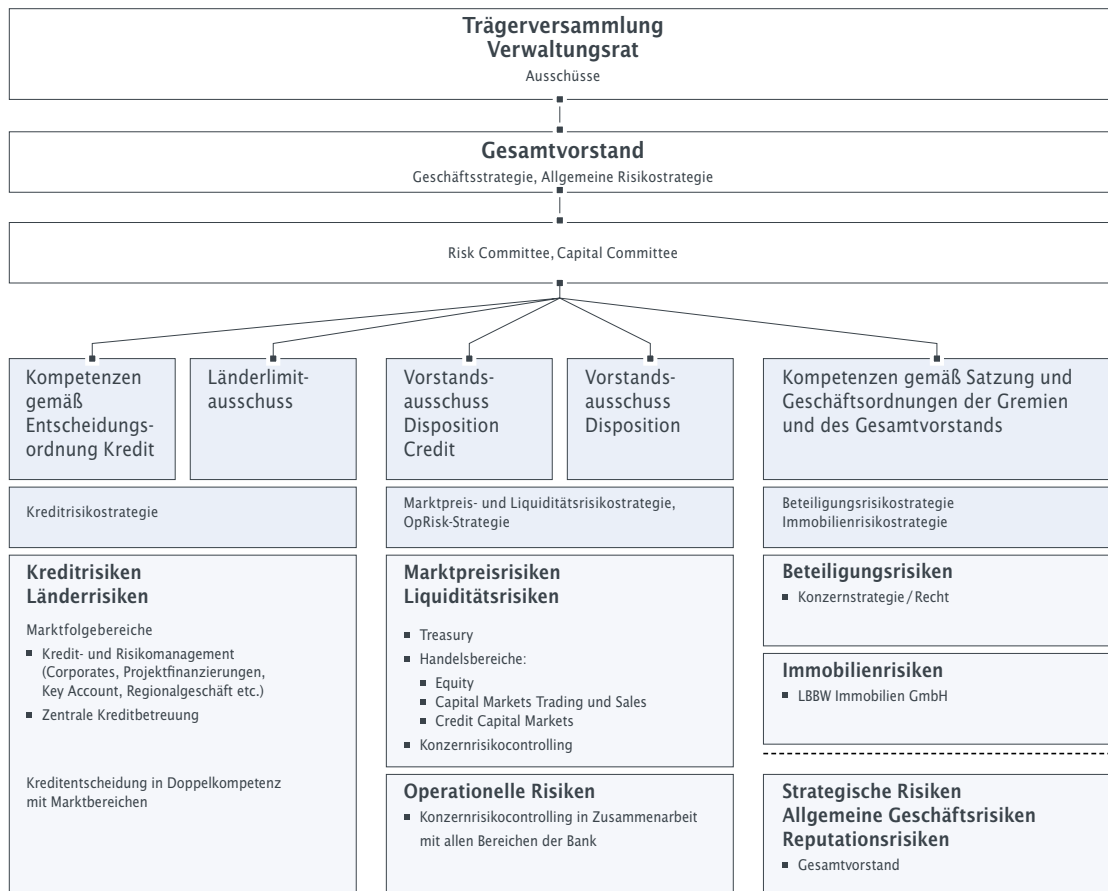 Trägerversammlung
Verwaltungsrat
Ausschüsse
Gesamtvorstand
Geschäftsstrategie, Allgemeine Risikostrategie
Risk Committee, Capital Committee
Kompetenzen
gemäß
Entscheidungs-
ordnung Kredit
Länderlimit-
ausschuss
Vorstands-
ausschuss
Disposition
Credit
Vorstands-
ausschuss
Disposition
Kompetenzen gemäß Satzung und
Geschäftsordnungen der Gremien
und des Gesamtvorstands
Kreditrisikostrategie
Marktpreis- und Liquiditätsrisikostrategie,
OpRisk-Strategie
Beteiligungsrisikostrategie
Immobilienrisikostrategie
Kreditrisiken
Länderrisiken
Marktfolgebereiche
■ Kredit- und Risikomanagement
(Corporates, Projektfinanzierungen,
Key Account, Regionalgeschäft etc.)
■ Zentrale Kreditbetreuung
Kreditentscheidung in Doppelkompetenz
mit Marktbereichen
Marktpreisrisiken
Liquiditätsrisiken
■ Treasury
■ Handelsbereiche:
■ Equity
■ Capital Markets Trading und Sales
■ Credit Capital Markets
■ Konzernrisikocontrolling
Operationelle Risiken
■ Konzernrisikocontrolling in Zusammenarbeit
mit allen Bereichen der Bank
Beteiligungsrisiken
■ Konzernstrategie / Recht
Immobilienrisiken
■ LBBW Immobilien GmbH
Strategische Risiken
Allgemeine Geschäftsrisiken
Reputationsrisiken
■ Gesamtvorstand